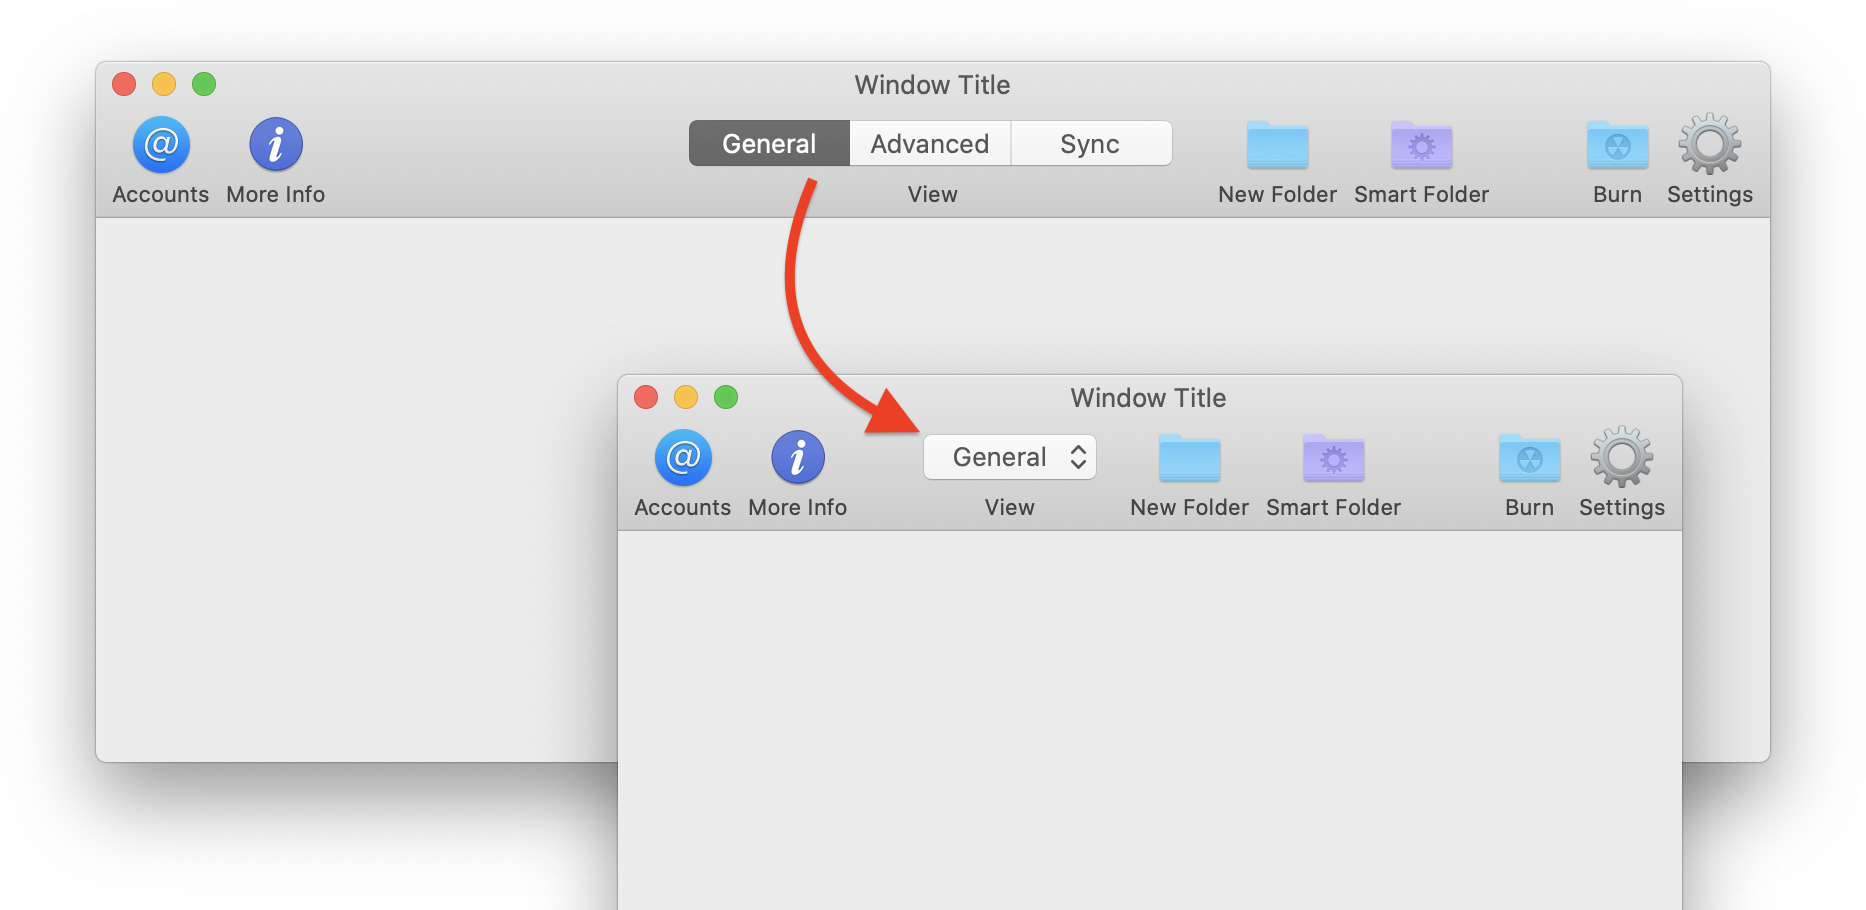 Window Title
General Advanced Sync
Accounts More Info View New Folder Smart Folder Burn Settings
Window Title
General
Accounts More Info View New Folder Smart Folder Burn Settings